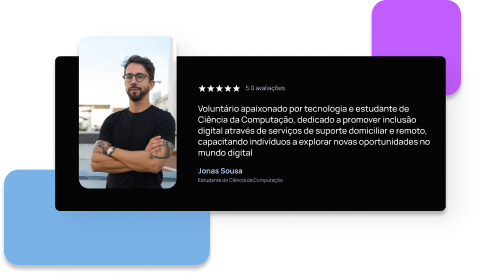 5.0 avaliações
Voluntário apaixonado por tecnologia e estudante de
Ciência da Computação, dedicado a promover inclusão
digital através de serviços de suporte domiciliar e remoto,
capacitando indivíduos a explorar novas oportunidades no
mundo digital
Jonas Sousa
Estudante de Ciência da Computação